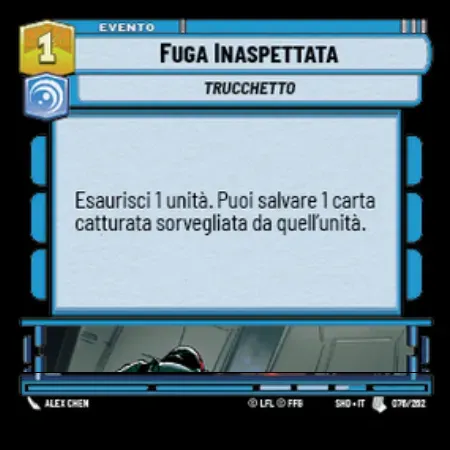 EVENTO
1
FUGA INASPETTATA
TRUCCHETTO
Esaurisci 1 unità. Puoi salvare 1 carta
catturata sorvegliata da quell'unità.
ALEX CHEN
© LFL © FFG
SHD • IT
076/262